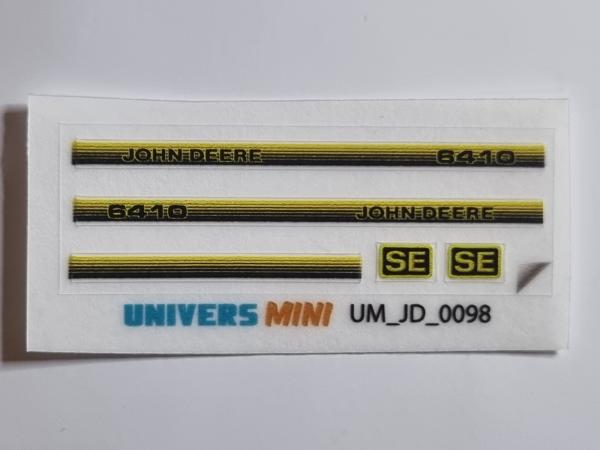 JOHN DEERE 6410
6410 JOHN DEERE
SE SE
UNIVERS MINI UM_JD_0098